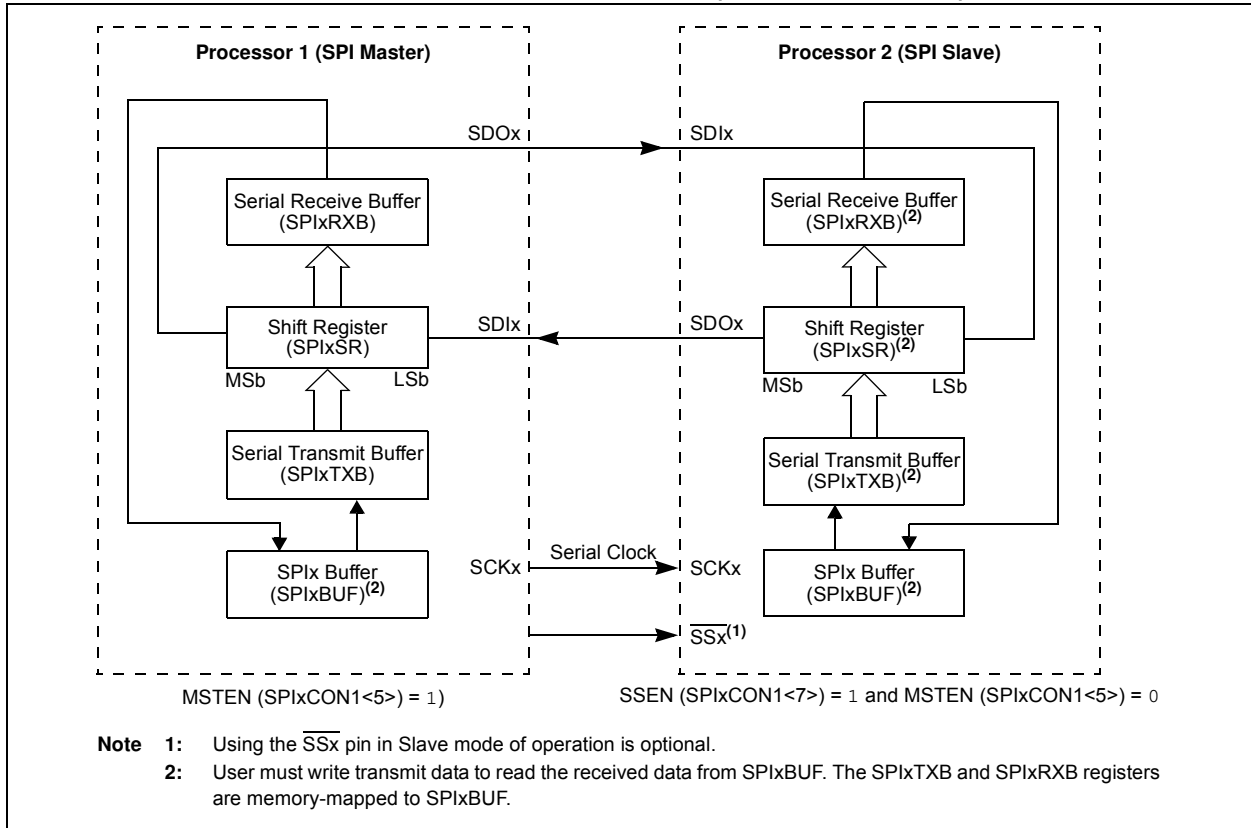 Processor 1 (SPI Master)
Processor 2 (SPI Slave)
SDOx
SDIx
Serial Receive Buffer
(SPIxRXB)
Serial Receive Buffer
(SPIxRXB)(2)
Shift Register
(SPIxSR)
SDIx
SDOx
Shift Register
(SPIxSR)(2)
MSb
LSb
MSb
LSb
Serial Transmit Buffer
(SPIxTXB)
Serial Transmit Buffer
(SPIxTXB)(2)
SPIx Buffer
(SPIxBUF)(2)
SCKx
Serial Clock
SCKx
SPIx Buffer
(SPIxBUF)(2)
SSx(1)
MSTEN (SPIxCON1<5>) = 1)
SSEN (SPIxCON1<7>) = 1 and MSTEN (SPIxCON1<5>) = 0
Note 1: Using the SSx pin in Slave mode of operation is optional.
2: User must write transmit data to read the received data from SPIxBUF. The SPIxTXB and SPIxRXB registers
are memory-mapped to SPIxBUF.